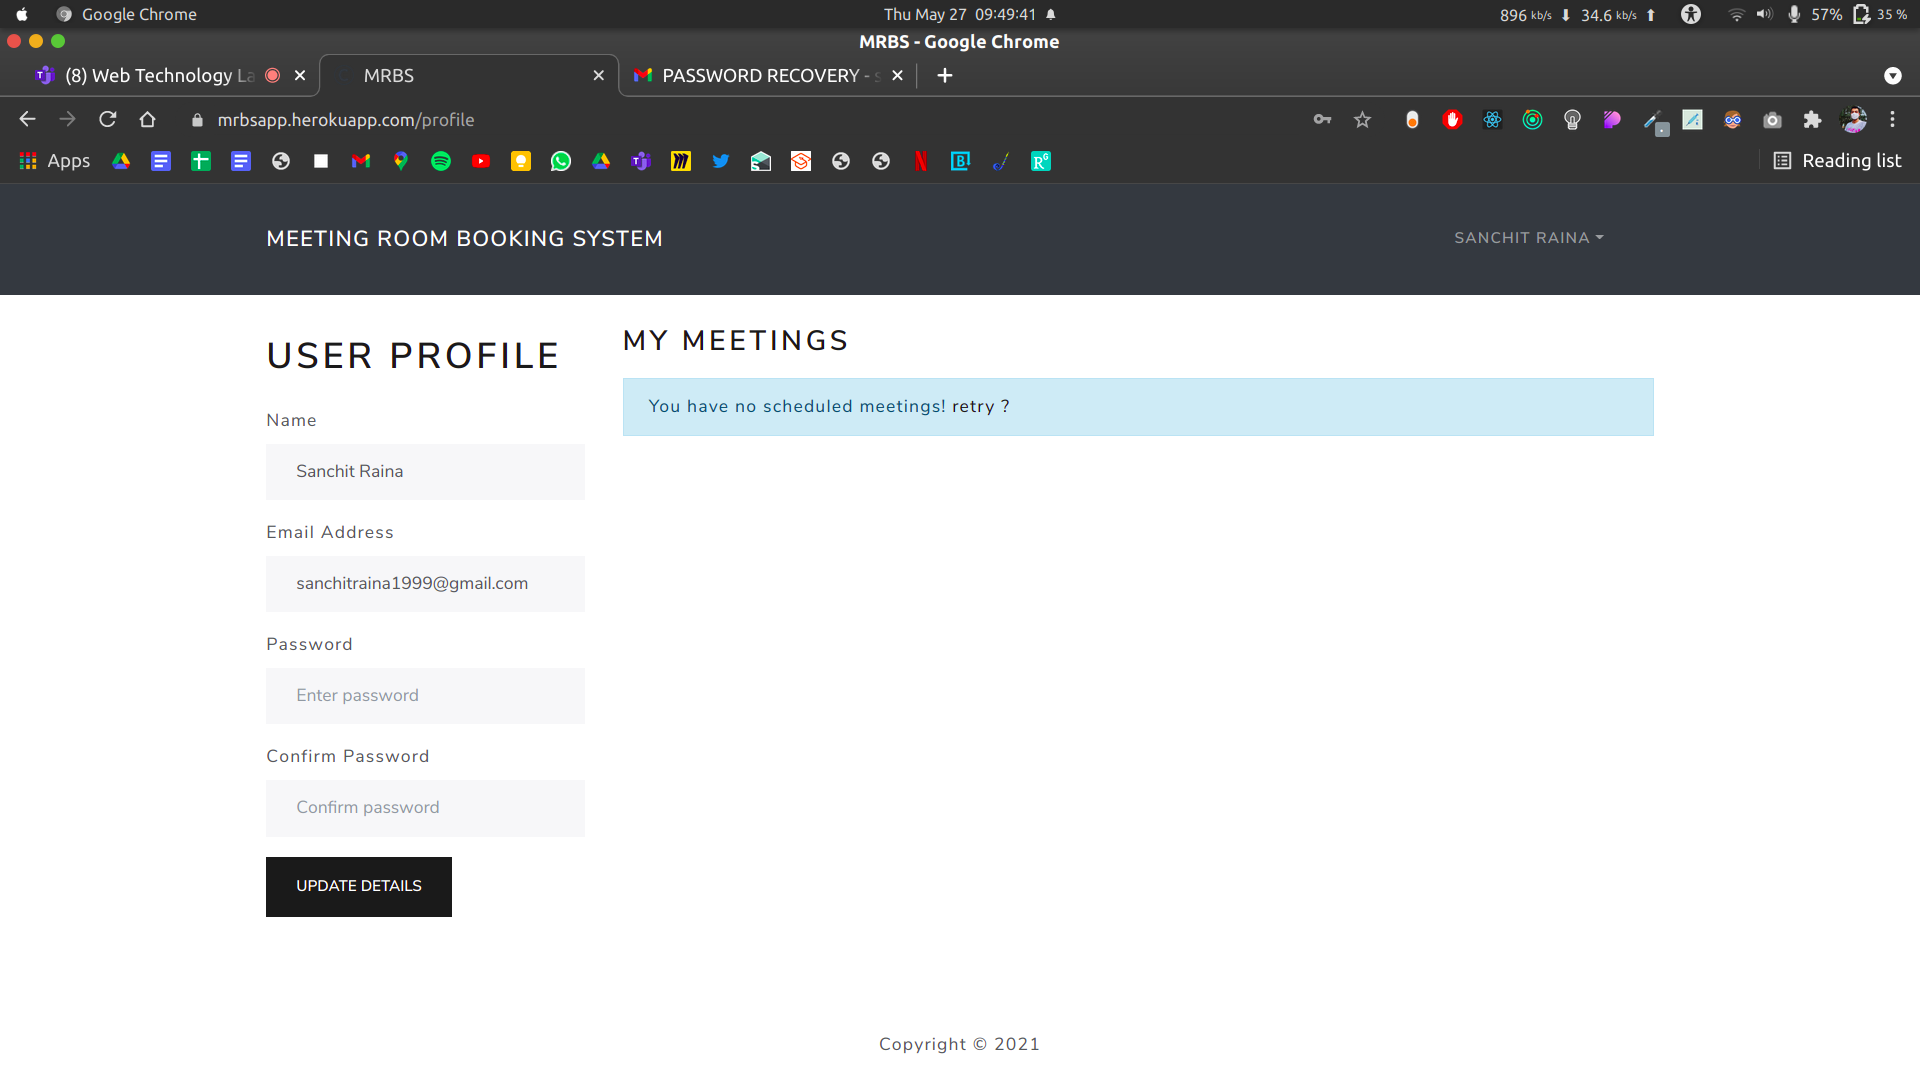 Google Chrome
Thu May 27 09:49:41
896 kb/s 34.6 kb/s 57% 35 %
MRBS - Google Chrome
(8) Web Technology La
MRBS
PASSWORD RECOVERY - s
mrbsapp.herokuapp.com/profile
Apps
Reading list
MEETING ROOM BOOKING SYSTEM
SANCHIT RAINA
USER PROFILE
Name
Sanchit Raina
Email Address
sanchitraina1999@gmail.com
Password
Enter password
Confirm Password
Confirm password
UPDATE DETAILS
MY MEETINGS
You have no scheduled meetings! retry ?
Copyright © 2021